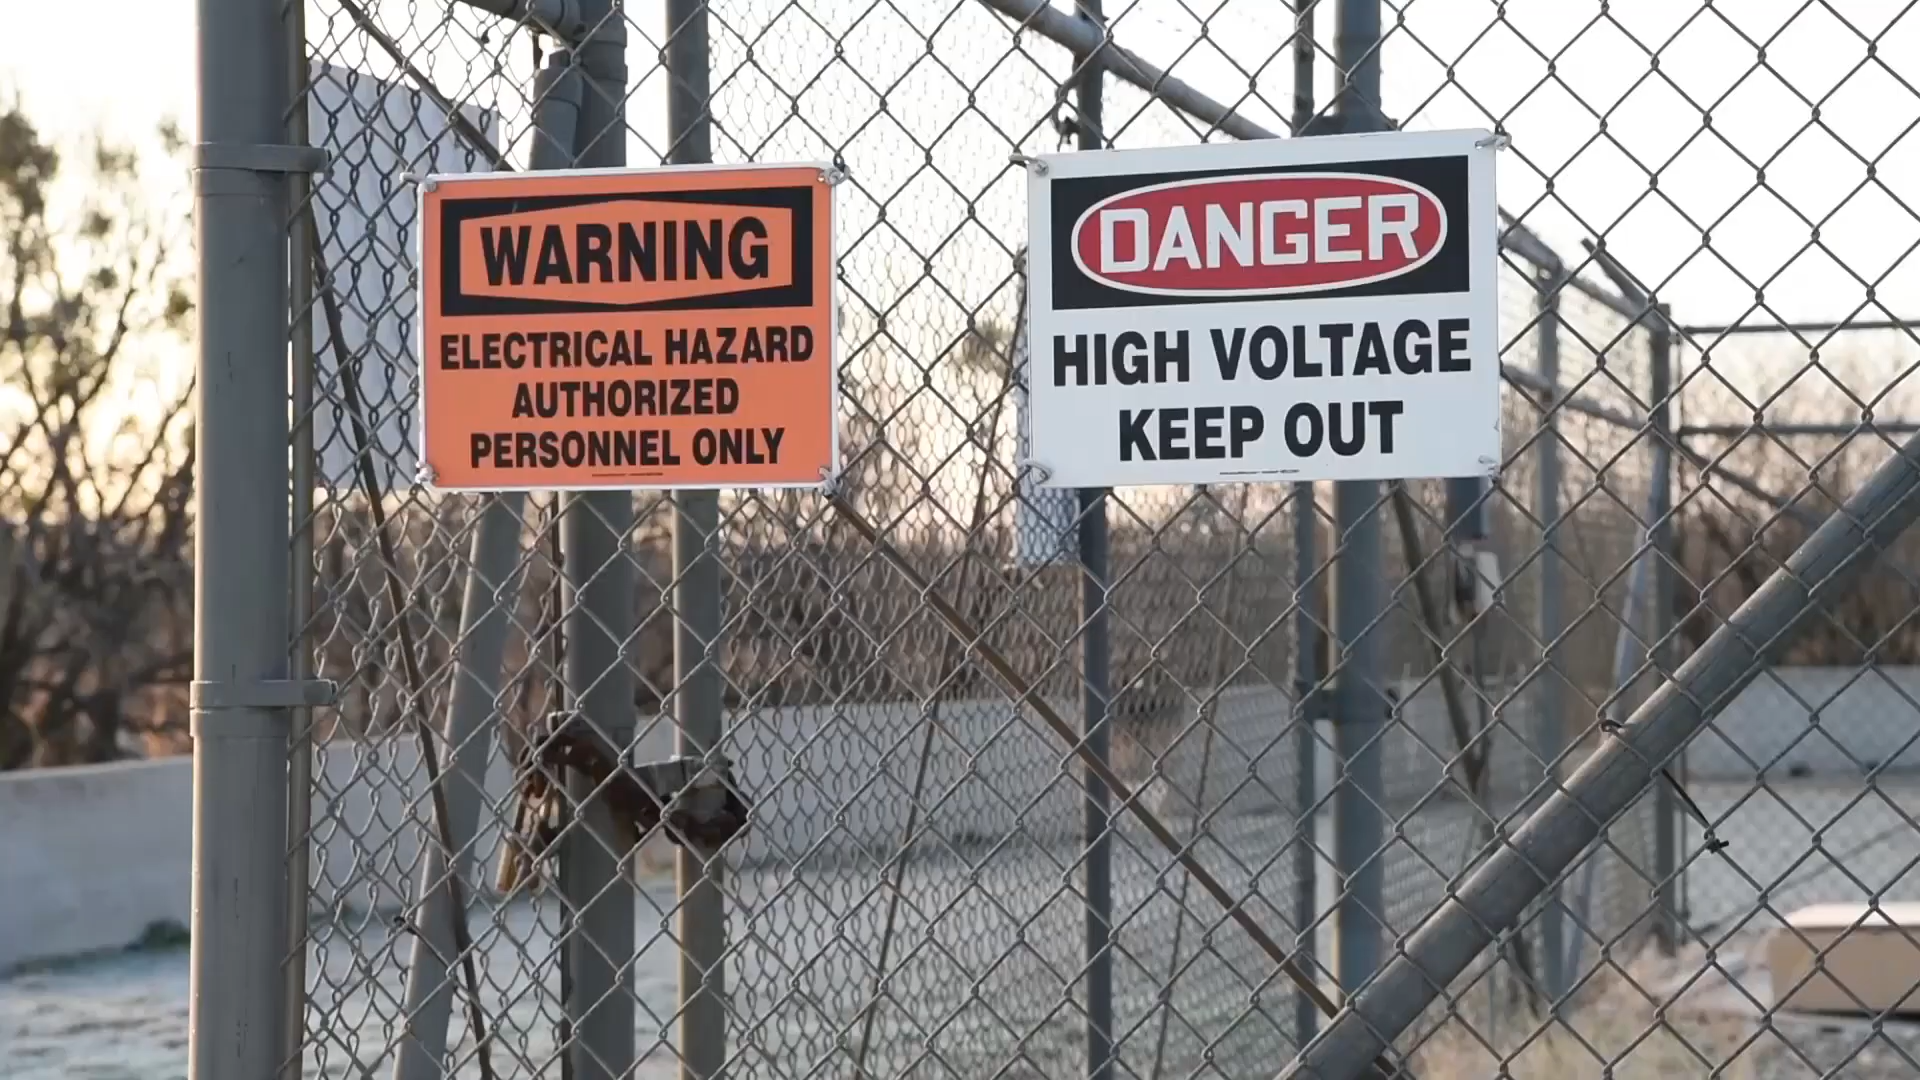 WARNING
ELECTRICAL HAZARD
AUTHORIZED
PERSONNEL ONLY
DANGER
HIGH VOLTAGE
KEEP OUT